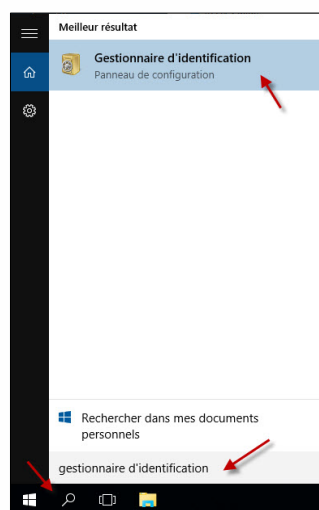 Meilleur résultat
Gestionnaire d'identification
Panneau de configuration
Rechercher dans mes documents
personnels
gestionnaire d'identification